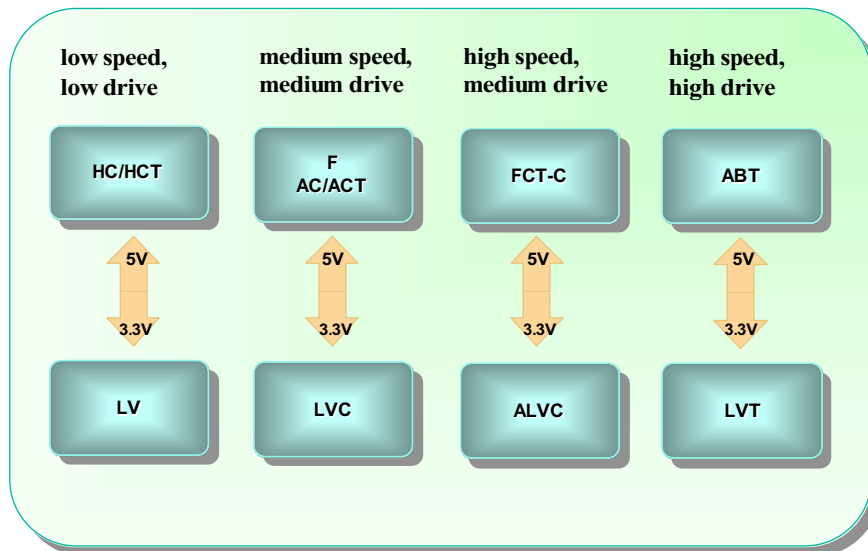 low speed,
low drive
medium speed,
medium drive
high speed,
medium drive
high speed,
high drive
HC/HCT
F
AC/ACT
FCT-C
ABT
5V
5V
5V
5V
3.3V
3.3V
3.3V
3.3V
LV
LVC
ALVC
LVT